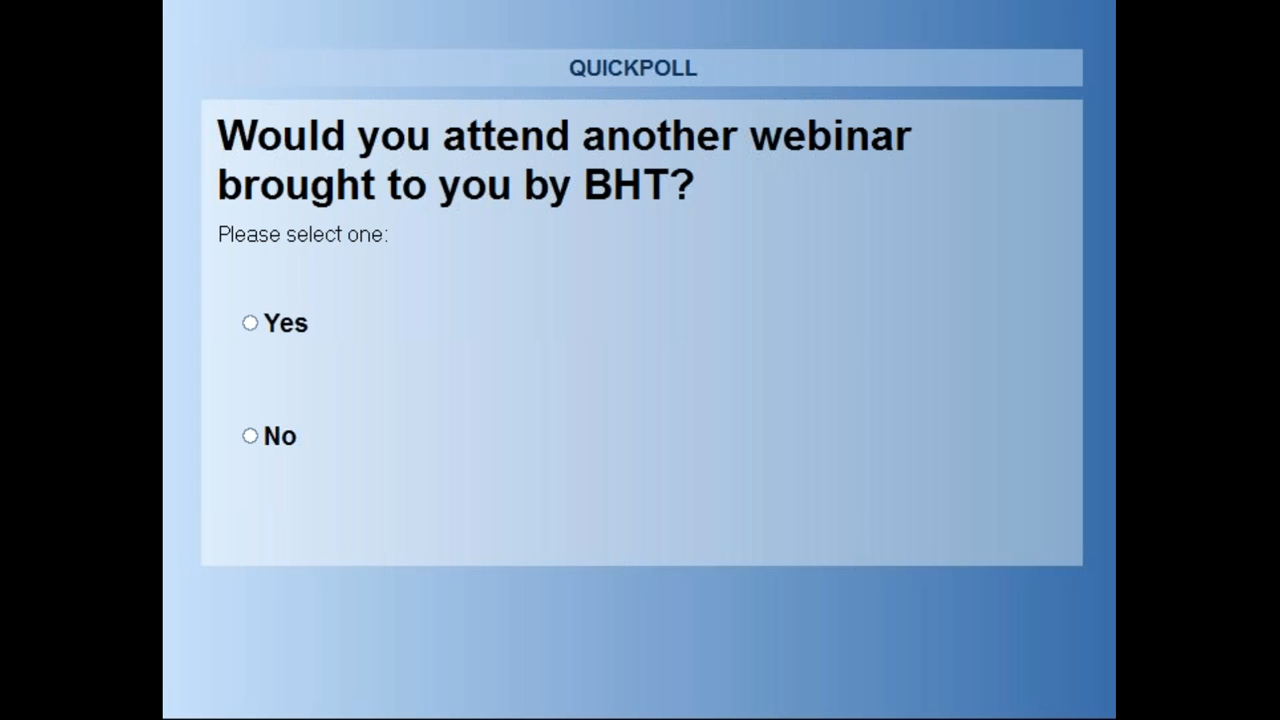 QUICKPOLL
Would you attend another webinar
brought to you by BHT?
Please select one:
Yes
No